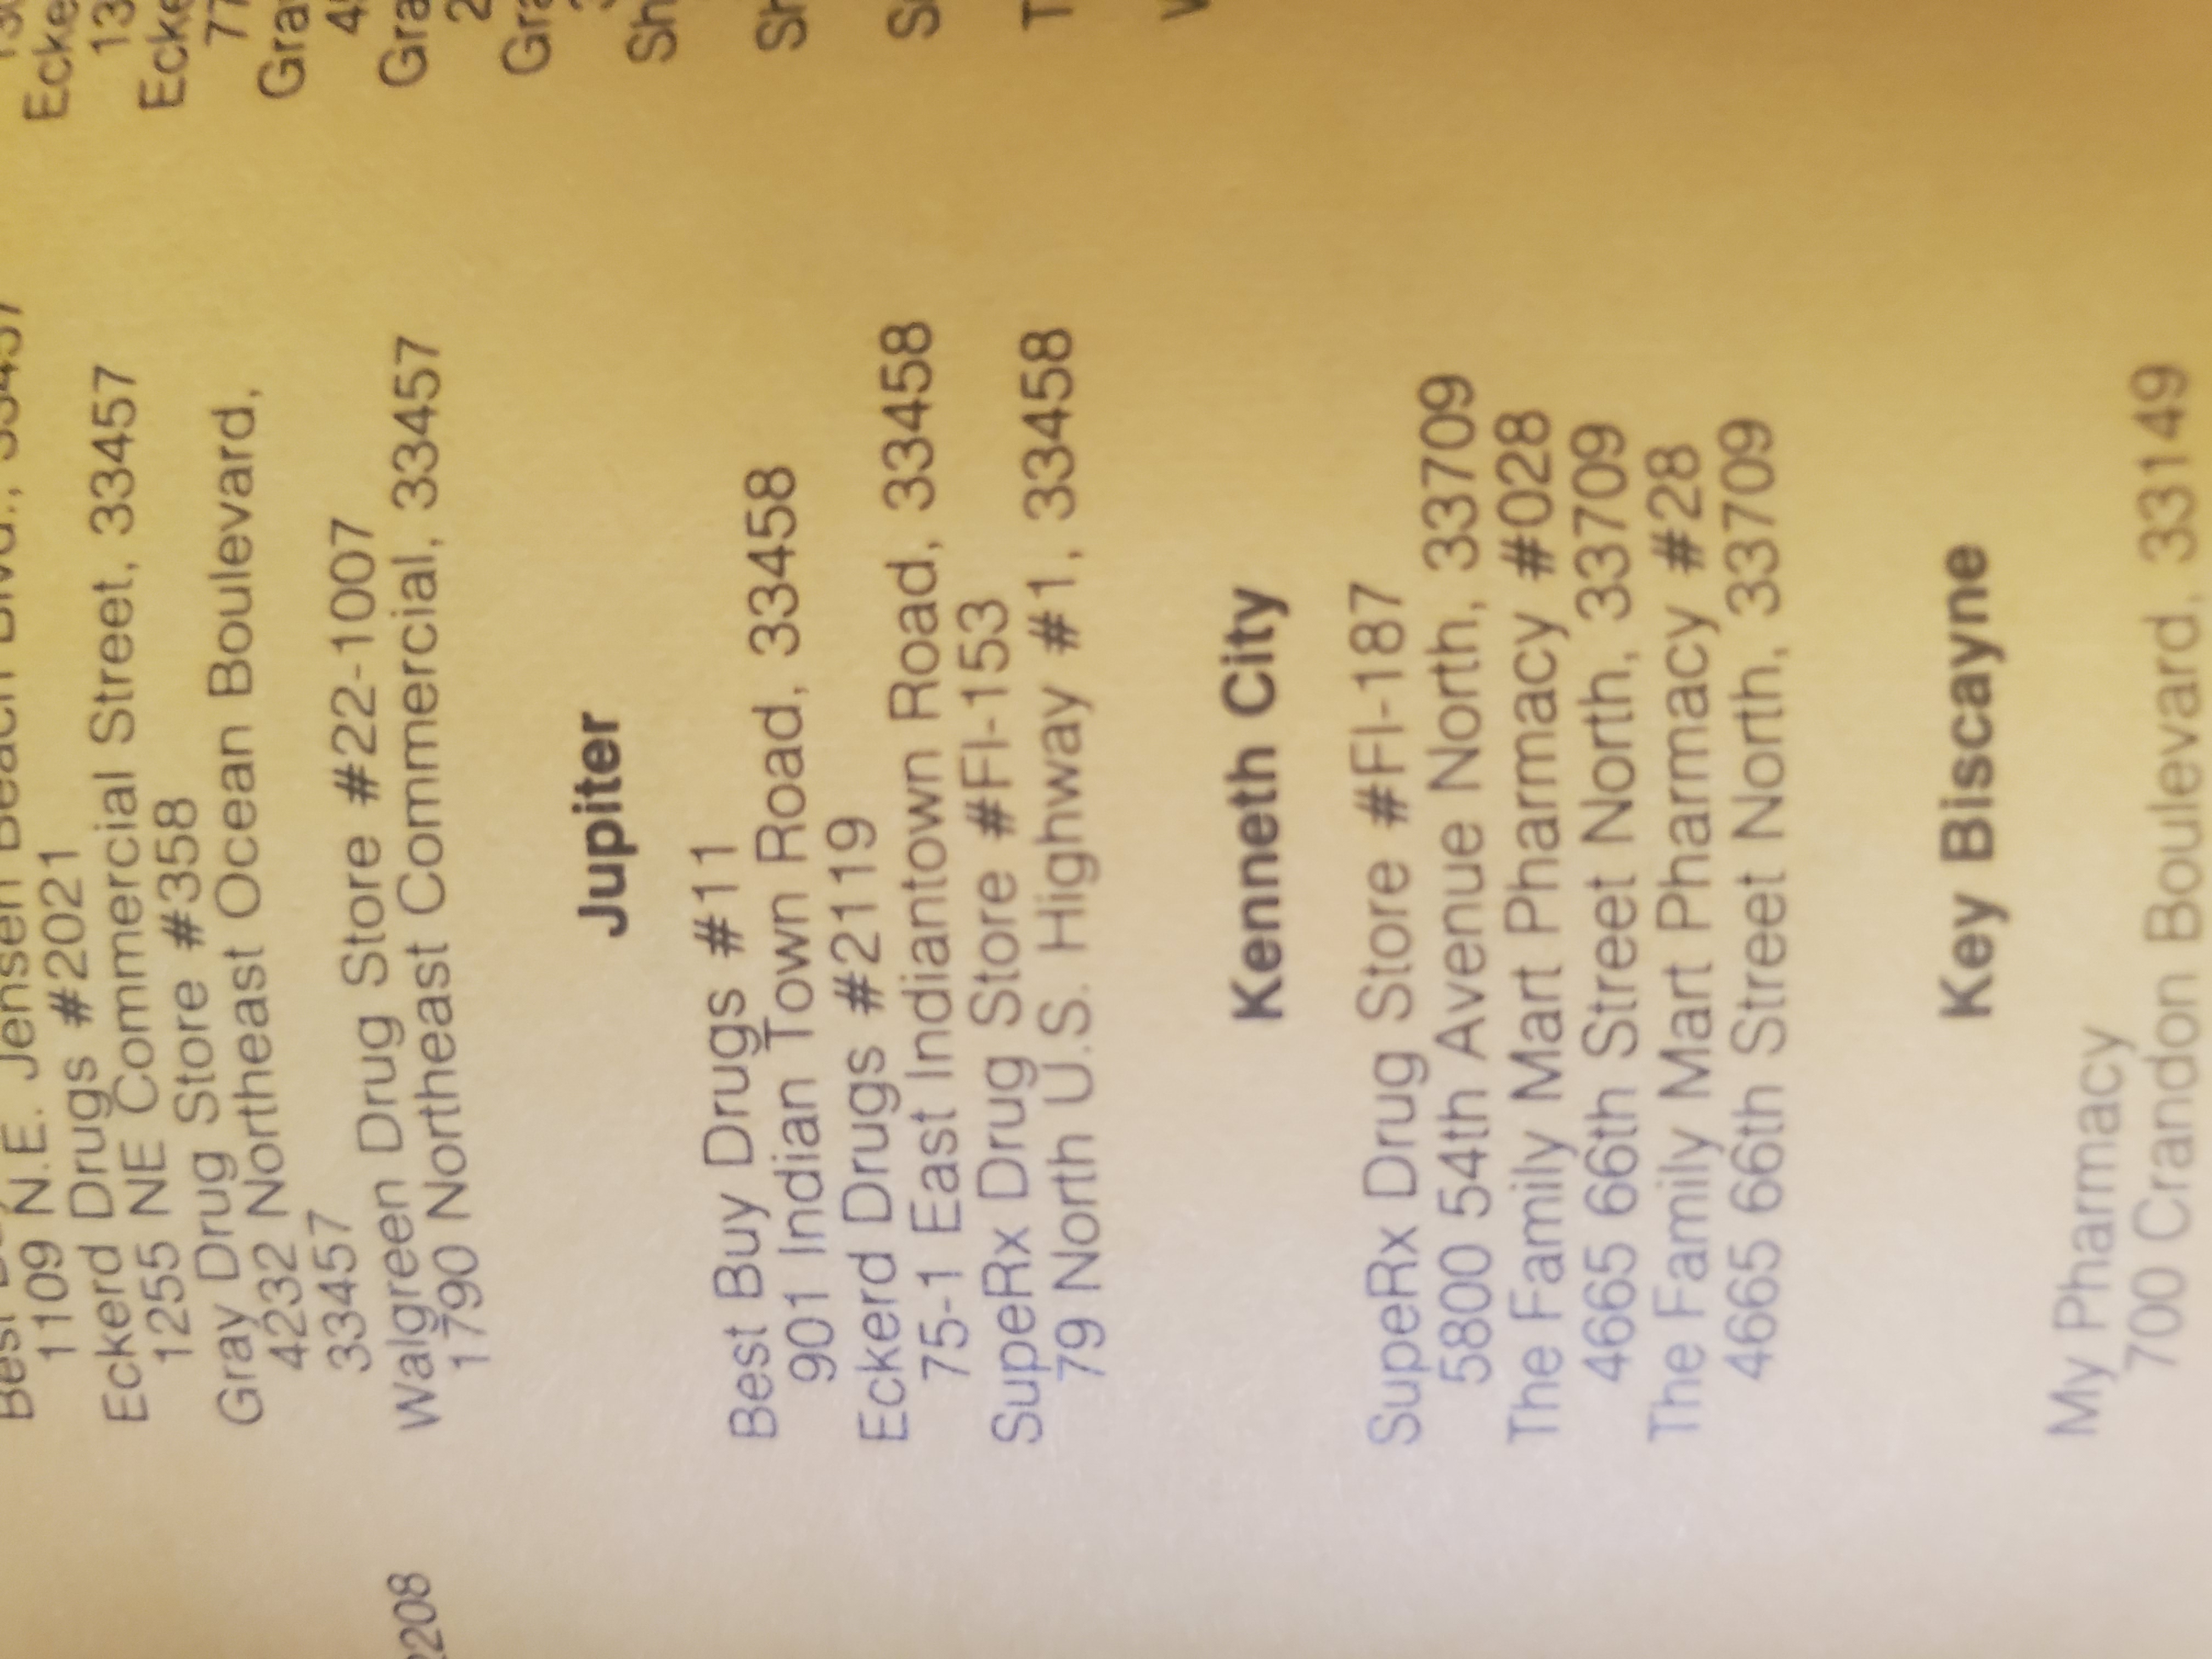 1109 N.E. Jensen Beach Blvd., 33457
Eckerd Drugs #2021
1255 NE Commercial Street, 33457
Gray Drug Store #358
4232 Northeast Ocean Boulevard,
33457
Walgreen Drug Store #22-1007
1790 Northeast Commercial, 33457
Jupiter
Best Buy Drugs #11
901 Indian Town Road, 33458
Eckerd Drugs #2119
75-1 East Indiantown Road, 33458
SupeRx Drug Store #Fl-153
79 North U.S. Highway #1, 33458
Kenneth City
SupeRx Drug Store #Fl-187
5800 54th Avenue North, 33709
The Family Mart Pharmacy #028
4665 66th Street North, 33709
The Family Mart Pharmacy #28
4665 66th Street North, 33709
Key Biscayne
My Pharmacy
700 Crandon Boulevard, 33149